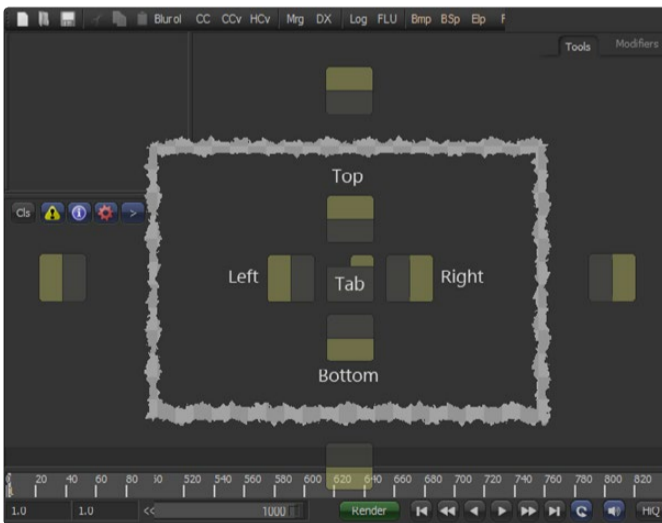 Blurol CC CCv HCv Mrg DX Log FLU Bmp BSp Elp F
Tools Modifiers
Top
Cls
Left Tab Right
Bottom
0 20 40 60 80 520 540 560 580 600 620 640 660 680 700 720 740 760 780 800 820
1.0 1.0 << 1000 Render HiQ